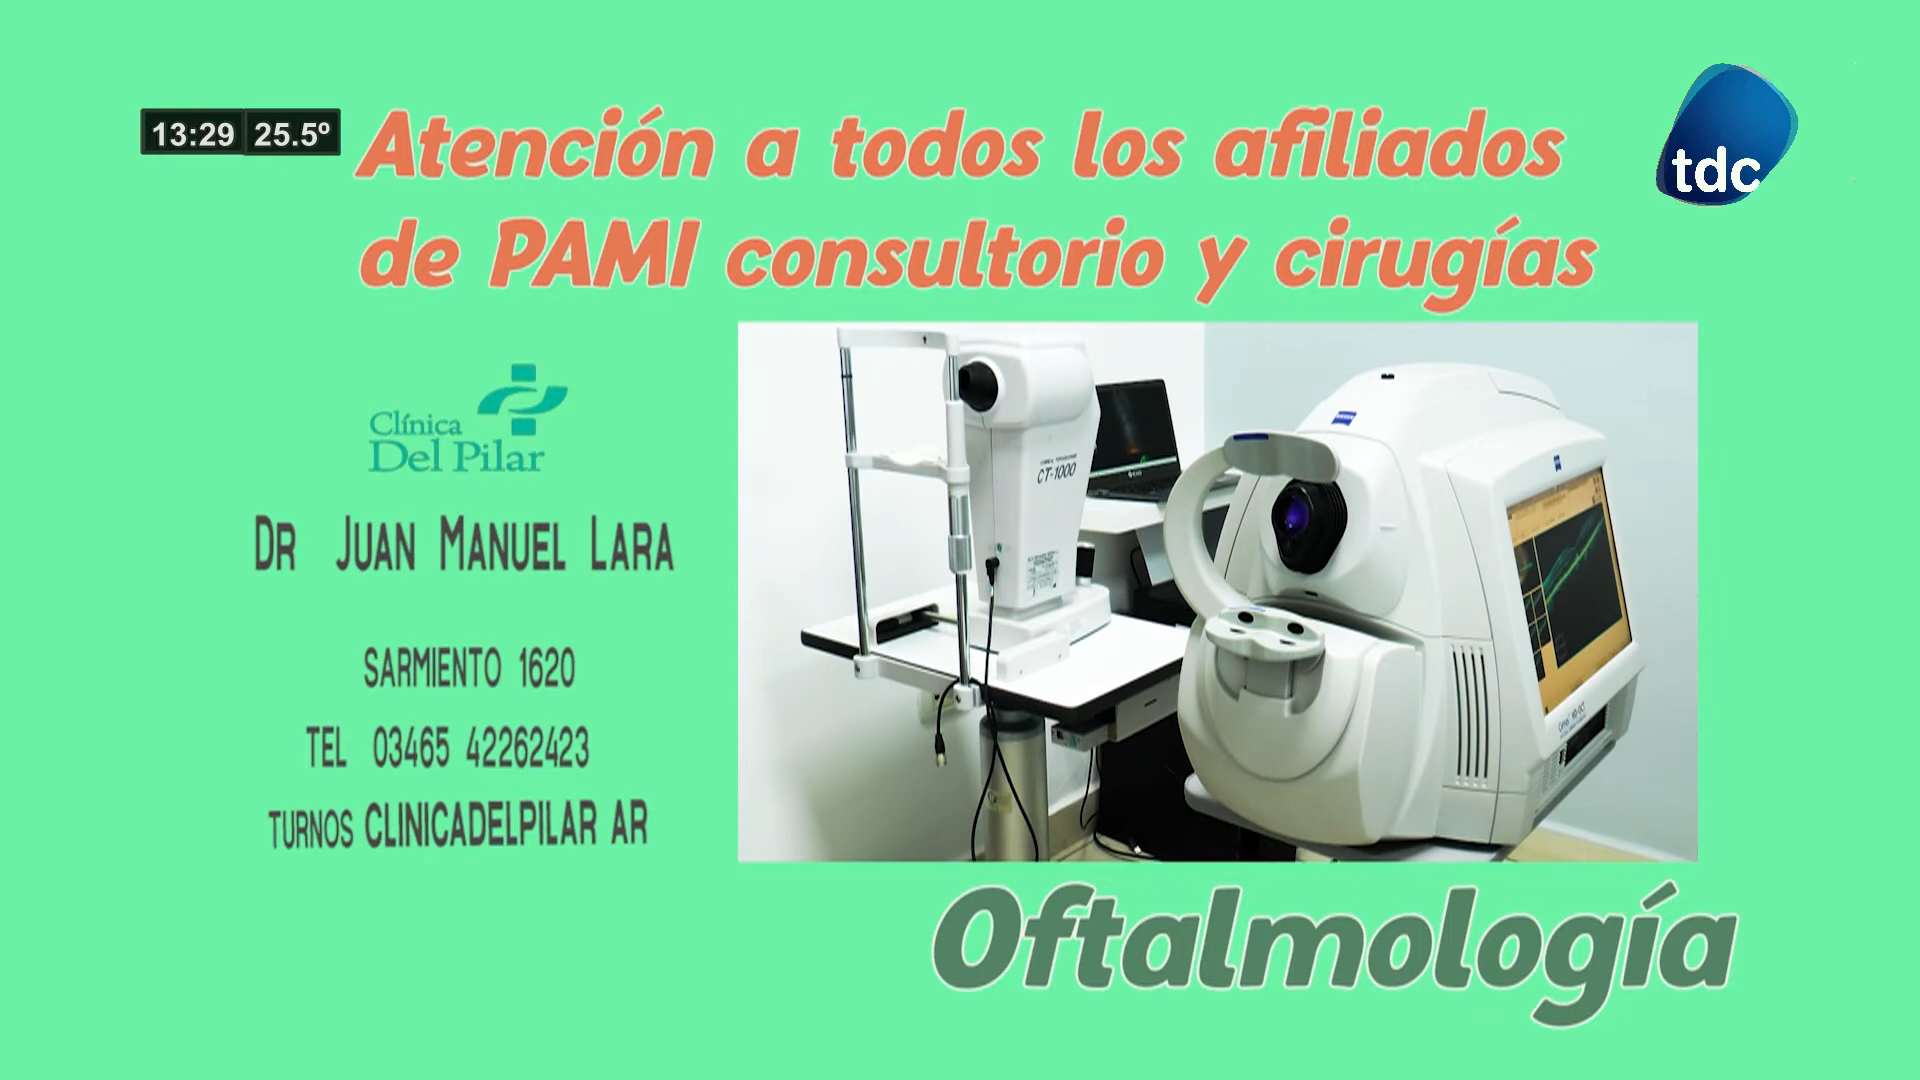 13:29 25.5º
tdc
Atención a todos los afiliados
de PAMI consultorio y cirugías
Clínica
Del Pilar
DR JUAN MANUEL LARA
SARMIENTO 1620
TEL 03465 42262423
TURNOS CLINICADELPILAR AR
CT-1000
Oftalmología